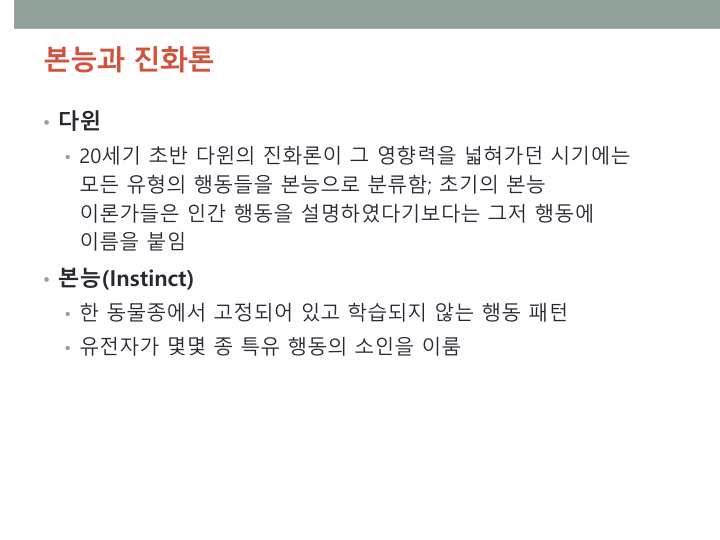 본능과 진화론
• 다윈
• 20세기 초반 다윈의 진화론이 그 영향력을 넓혀가던 시기에는
모든 유형의 행동들을 본능으로 분류함; 초기의 본능
이론가들은 인간 행동을 설명하였다기보다는 그저 행동에
이름을 붙임
• 본능(Instinct)
• 한 동물종에서 고정되어 있고 학습되지 않는 행동 패턴
• 유전자가 몇몇 종 특유 행동의 소인을 이룸